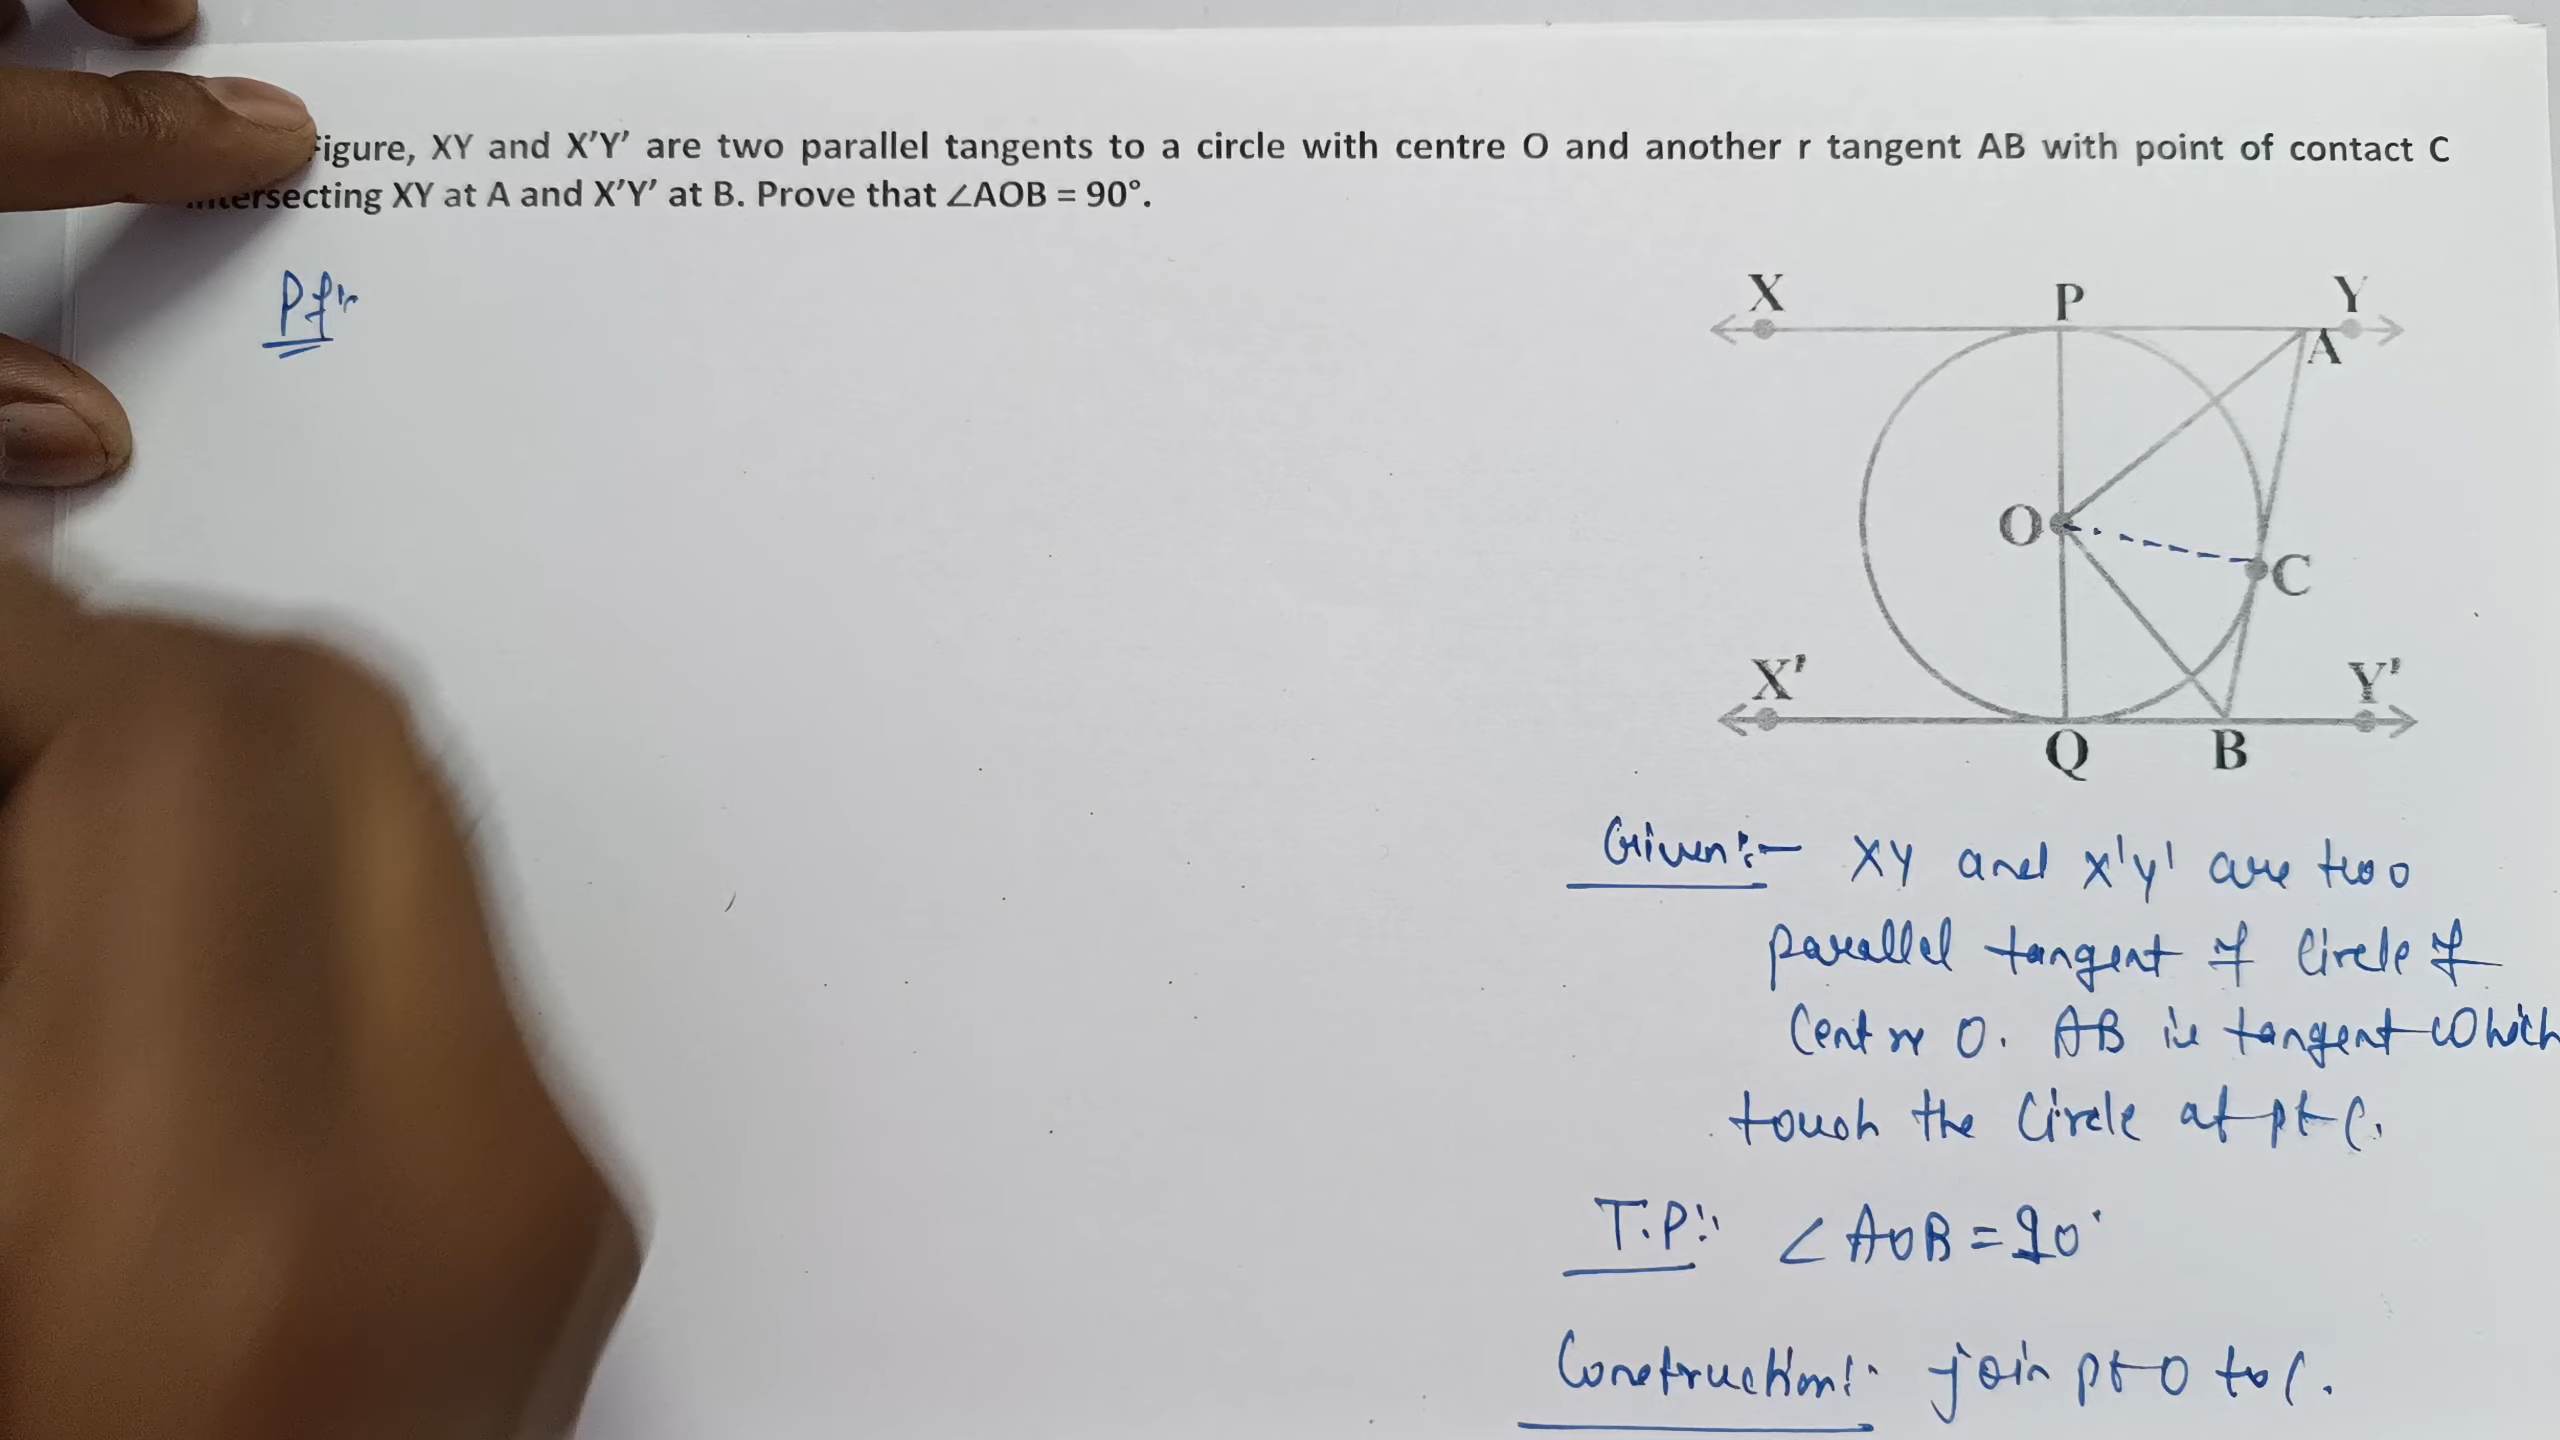 Figure, XY and X'Y' are two parallel tangents to a circle with centre O and another r tangent AB with point of contact C
intersecting XY at A and X'Y' at B. Prove that ∠AOB = 90°.
Pf:-
X P Y
A
O
C
X' Y'
Q B
Given:- XY and X'Y' are two
parallel tangent of circle of
Centre O. AB is tangent which
touch the circle at pt C.
T.P:- ∠AOB = 90°
Construction:- join pt O to C.